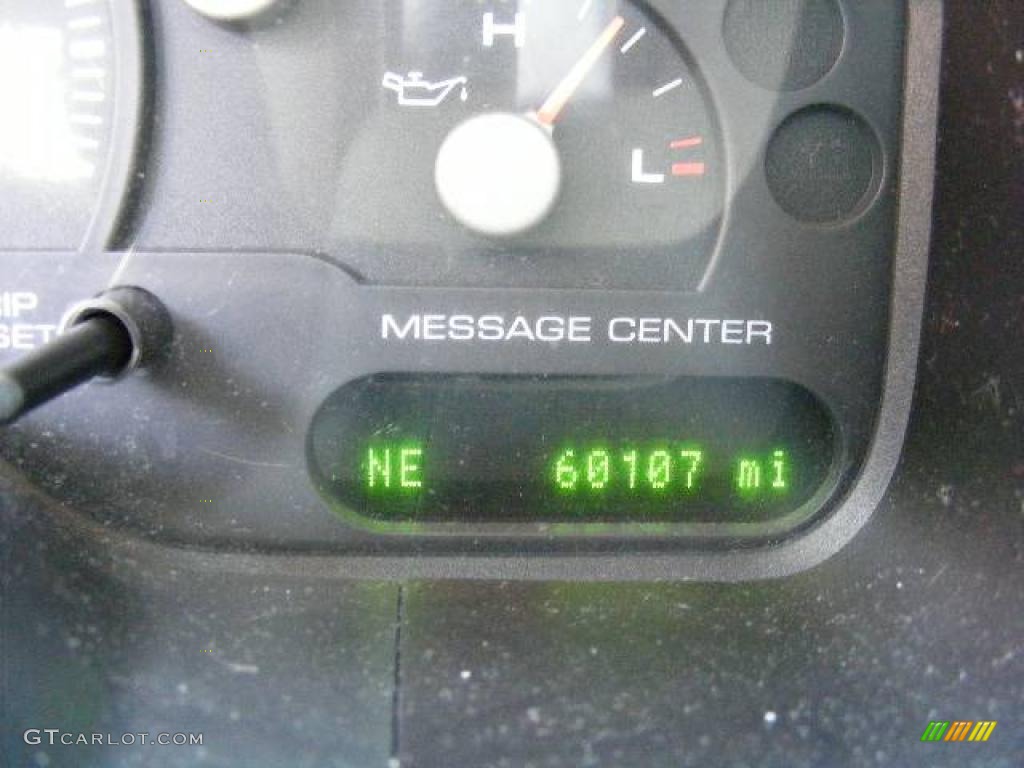 H
L
MESSAGE CENTER
NE 60107 mi
GTCARLOT.COM